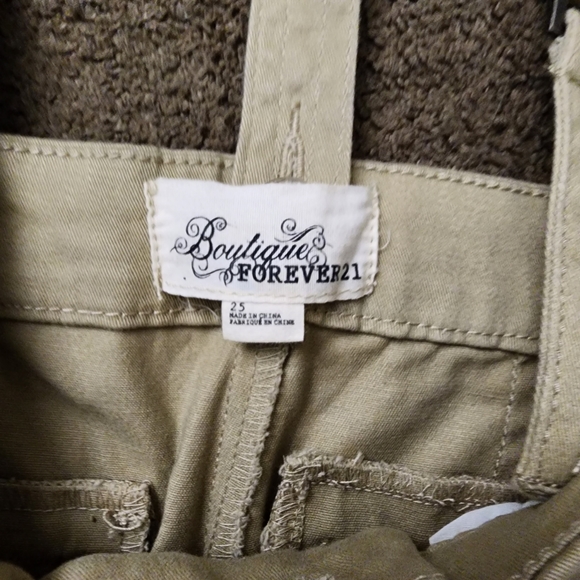 Boutique
FOREVER21
25
MADE IN CHINA
FABRIQUÉ EN CHINE